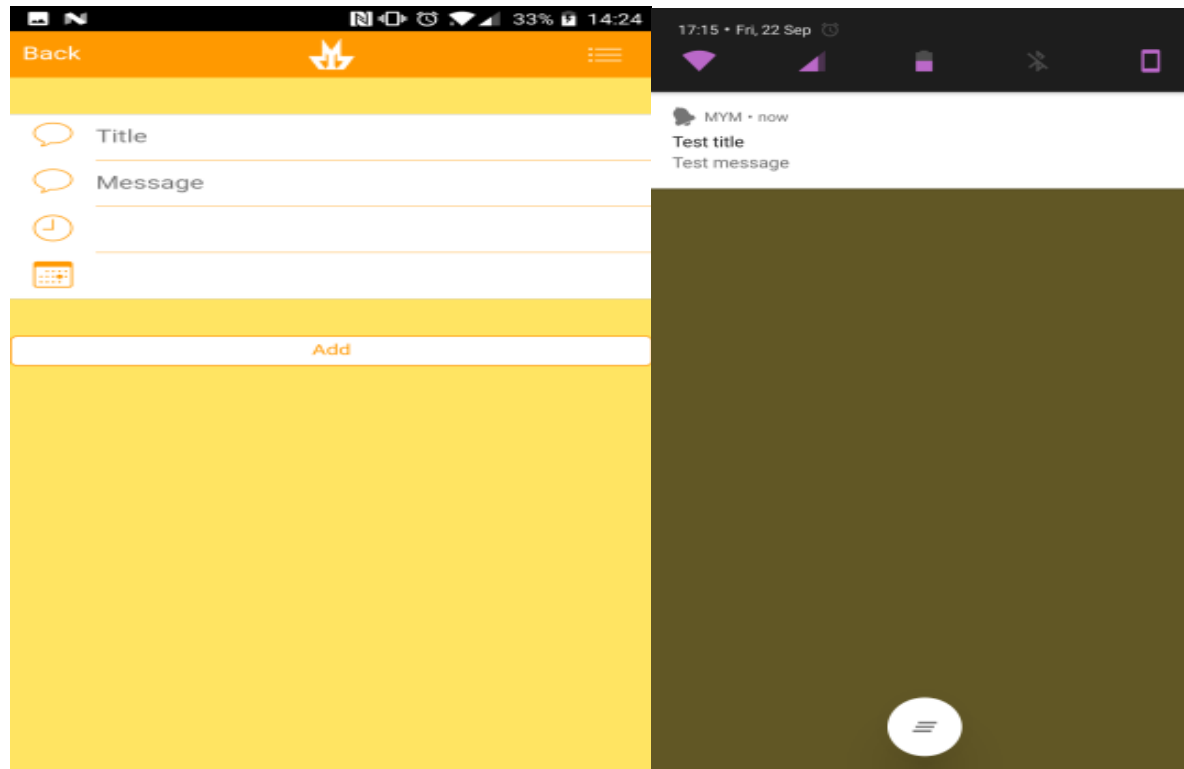 33% 14:24
Back
Title
Message
Add
17:15 • Fri, 22 Sep
MYM • now
Test title
Test message